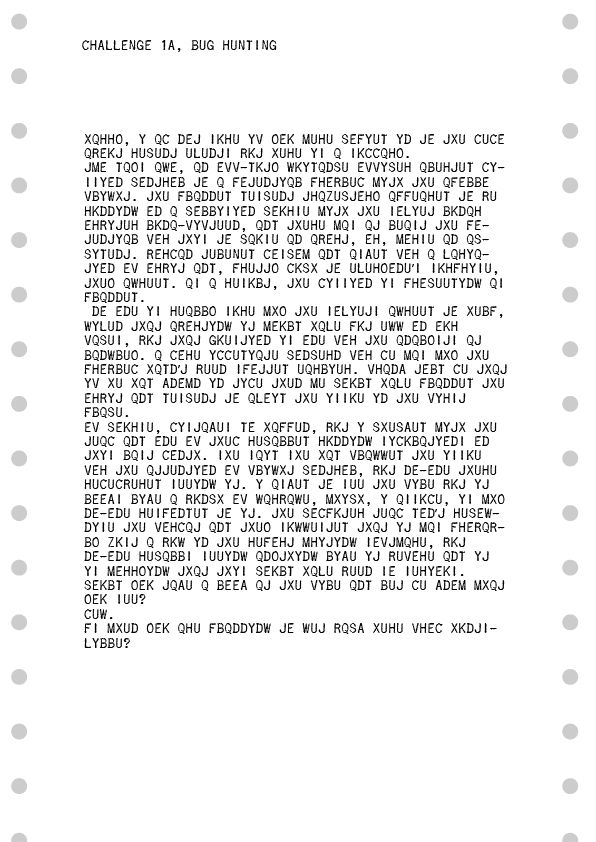 CHALLENGE 1A, BUG HUNTING
XQHHO, Y QC DEJ IKHU YV OEK MUHU SEFYUT YD JE JXU CUCE
QREKJ HUSUDJ ULUDJI RKJ XUHU YI Q IKCCQHO.
JME TQOI QWE, QD EVV-TKJO WKYTQDSU EVVYSUH QBUHJUT CY-
IIYED SEDJHEB JE Q FEJUDJYQB FHERBUC MYJX JXU QFEBBE
VBYWXJ. JXU FBQDDUT TUISUDJ JHQZUSJEHO QFFUQHUT JE RU
HKDDYDW ED Q SEBBYIYED SEKHIU MYJX JXU IELYUJ BKDQH
EHRYJUH BKDQ-VYVJUUD, QDT JXUHU MQI QJ BUQIJ JXU FE-
JUDJYQB VEH JXYI JE SQKIU QD QREHJ, EH, MEHIU QD QS-
SYTUDJ. REHCQD JUBUNUT CEISEM QDT QIAUT VEH Q LQHYQ-
JYED EV EHRYJ QDT, FHUJJO CKSX JE ULUHOEDU'I IKHFHYIU,
JXUO QWHUUT. QI Q HUIKBJ, JXU CYIIYED YI FHESUUTYDW QI
FBQDDUT.
DE EDU YI HUQBBO IKHU MXO JXU IELYUJI QWHUUT JE XUBF,
WYLUD JXQJ QREHJYDW YJ MEKBT XQLU FKJ UWW ED EKH
VQSUI, RKJ JXQJ GKUIJYED YI EDU VEH JXU QDQBOIJI QJ
BQDWBUO. Q CEHU YCCUTYQJU SEDSUHD VEH CU MQI MXO JXU
FHERBUC XQTD'J RUUD IFEJJUT UQHBYUH. VHQDA JEBT CU JXQJ
YV XU XQT ADEMD YD JYCU JXUD MU SEKBT XQLU FBQDDUT JXU
EHRYJ QDT TUISUDJ JE QLEYT JXU YIIKU YD JXU VYHIJ
FBQSU.
EV SEKHIU, CYIJQAUI TE XQFFUD, RKJ Y SXUSAUT MYJX JXU
JUQC QDT EDU EV JXUC HUSQBBUT HKDDYDW IYCKBQJYEDI ED
JXYI BQIJ CEDJX. IXU IQYT IXU XQT VBQWWUT JXU YIIKU
VEH JXU QJJUDJYED EV VBYWXJ SEDJHEB, RKJ DE-EDU JXUHU
HUCUCRUHUT IUUYDW YJ. Y QIAUT JE IUU JXU VYBU RKJ YJ
BEEAI BYAU Q RKDSX EV WQHRQWU, MXYSX, Y QIIKCU, YI MXO
DE-EDU HUIFEDTUT JE YJ. JXU SECFKJUH JUQC TED'J HUSEW-
DYIU JXU VEHCQJ QDT JXUO IKWWUIJUT JXQJ YJ MQI FHERQR-
BO ZKIJ Q RKW YD JXU HUFEHJ MHYJYDW IEVJMQHU, RKJ
DE-EDU HUSQBBI IUUYDW QDOJXYDW BYAU YJ RUVEHU QDT YJ
YI MEHHOYDW JXQJ JXYI SEKBT XQLU RUUD IE IUHYEKI.
SEKBT OEK JQAU Q BEEA QJ JXU VYBU QDT BUJ CU ADEM MXQJ
OEK IUU?
CUW.
FI MXUD OEK QHU FBQDDYDW JE WUJ RQSA XUHU VHEC XKDJI-
LYBBU?